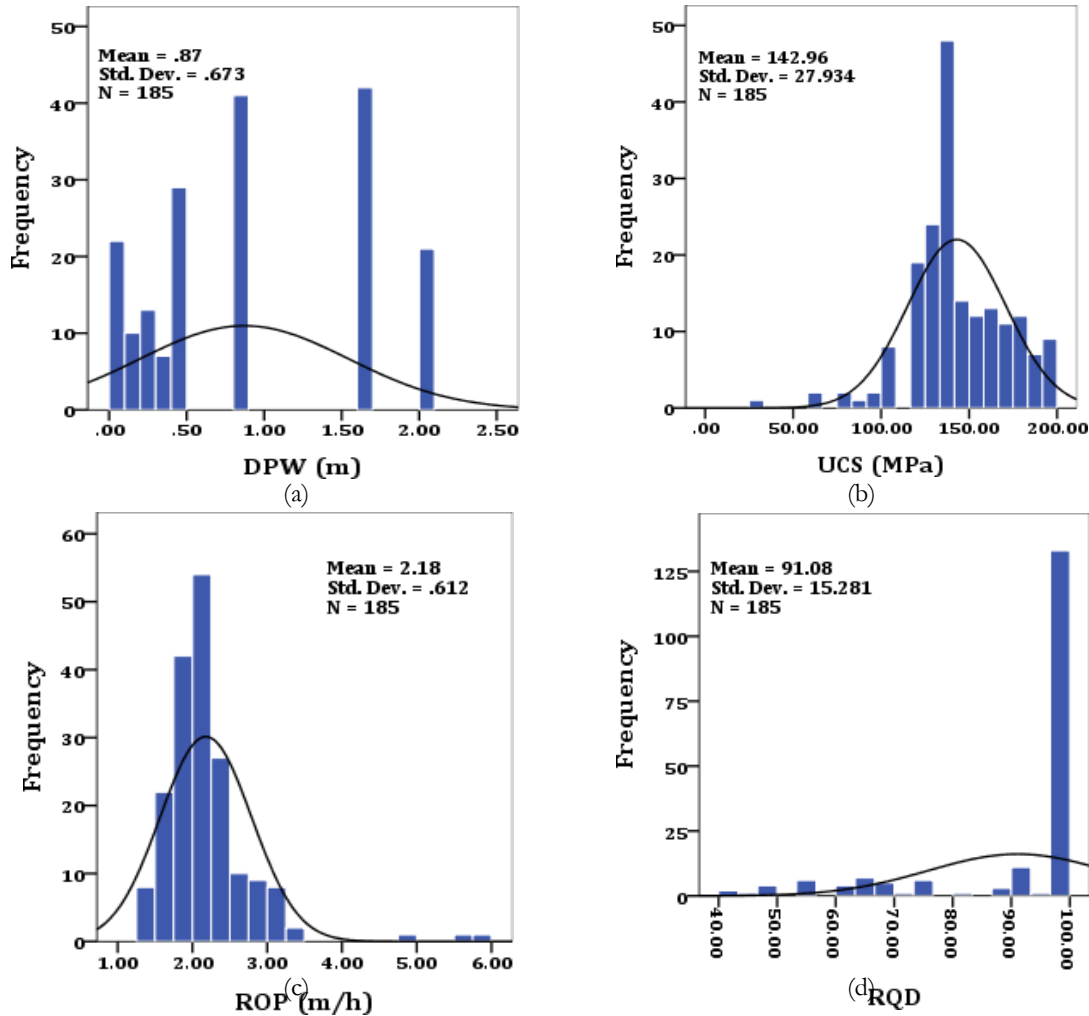 50
40
30
20
10
0
Frequency
Mean = .87
Std. Dev. = .673
N = 185
.00 .50 1.00 1.50 2.00 2.50
DPW (m)
(a)
50
40
30
20
10
0
Frequency
Mean = 142.96
Std. Dev. = 27.934
N = 185
.00 50.00 100.00 150.00 200.00
UCS (MPa)
(b)
60
50
40
30
20
10
0
Frequency
Mean = 2.18
Std. Dev. = .612
N = 185
1.00 2.00 3.00 4.00 5.00 6.00
ROP (m/h)
(c)
125
100
75
50
25
0
Frequency
Mean = 91.08
Std. Dev. = 15.281
N = 185
40.00 50.00 60.00 70.00 80.00 90.00 100.00
(d)
RQD